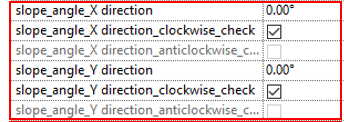 slope_angle_X direction 0.00°
slope_angle_X direction_clockwise_check
slope_angle_X direction_anticlockwise_c...
slope_angle_Y direction 0.00°
slope_angle_Y direction_clockwise_check
slope_angle_Y direction_anticlockwise_c...